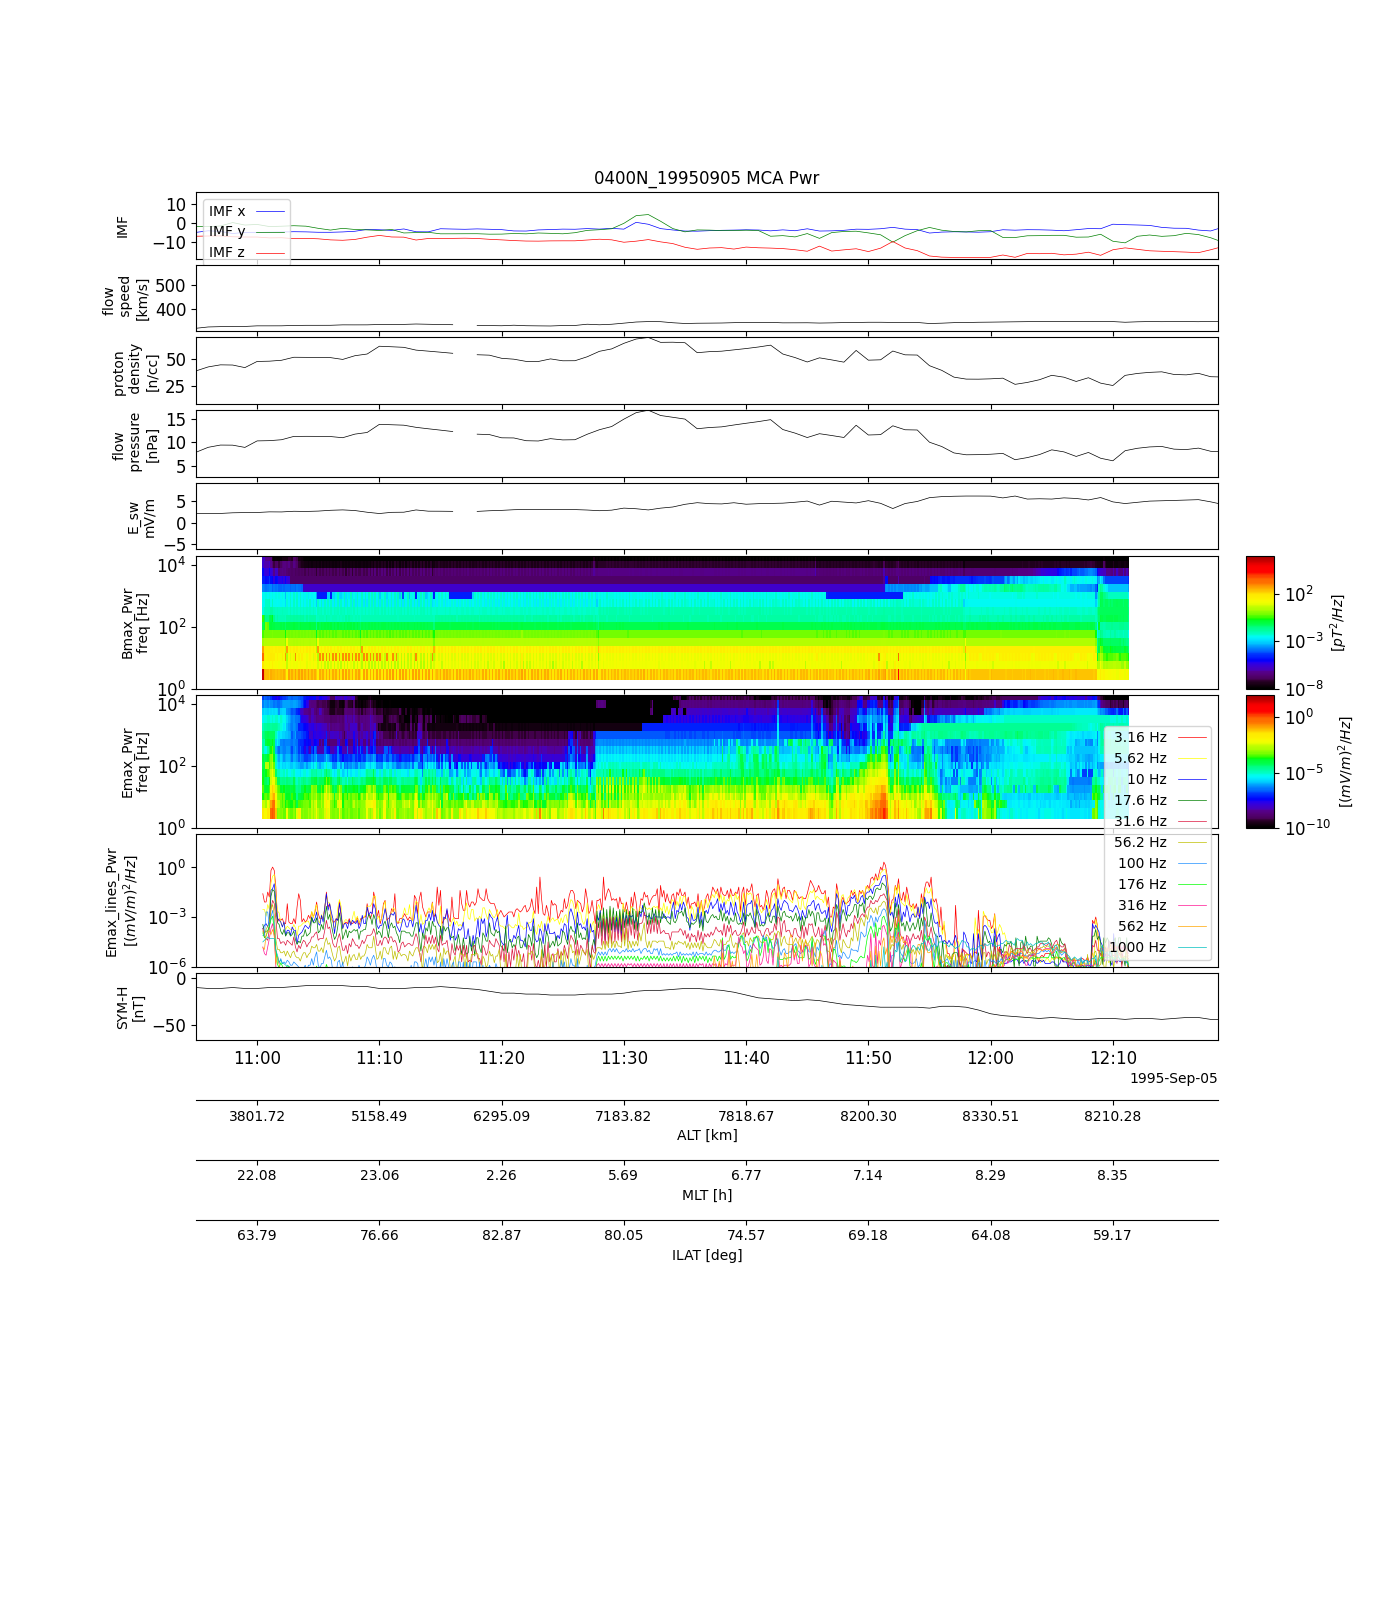 0400N_19950905 MCA Pwr
IMF
10
0
−10
IMF x
IMF y
IMF z
flow
speed
[km/s]
500
400
proton
density
[n/cc]
50
25
flow
pressure
[nPa]
15
10
5
E_sw
mV/m
5
0
−5
Bmax_Pwr
freq [Hz]
10^4
10^2
10^0
10^2
10^−3
10^−8
[pT^2/Hz]
Emax_Pwr
freq [Hz]
10^4
10^2
10^0
10^0
10^−5
10^−10
[(mV/m)^2/Hz]
3.16 Hz
5.62 Hz
10 Hz
17.6 Hz
31.6 Hz
56.2 Hz
100 Hz
176 Hz
316 Hz
562 Hz
1000 Hz
Emax_lines_Pwr
[(mV/m)^2/Hz]
10^0
10^−3
10^−6
SYM-H
[nT]
0
−50
11:00 11:10 11:20 11:30 11:40 11:50 12:00 12:10
1995-Sep-05
3801.72 5158.49 6295.09 7183.82 7818.67 8200.30 8330.51 8210.28
ALT [km]
22.08 23.06 2.26 5.69 6.77 7.14 8.29 8.35
MLT [h]
63.79 76.66 82.87 80.05 74.57 69.18 64.08 59.17
ILAT [deg]